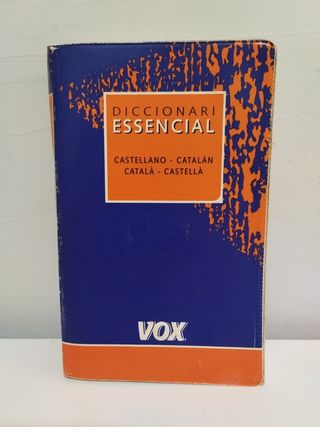 DICCIONARI
ESSENCIAL
CASTELLANO - CATALÁN
CATALÀ - CASTELLÀ
VOX